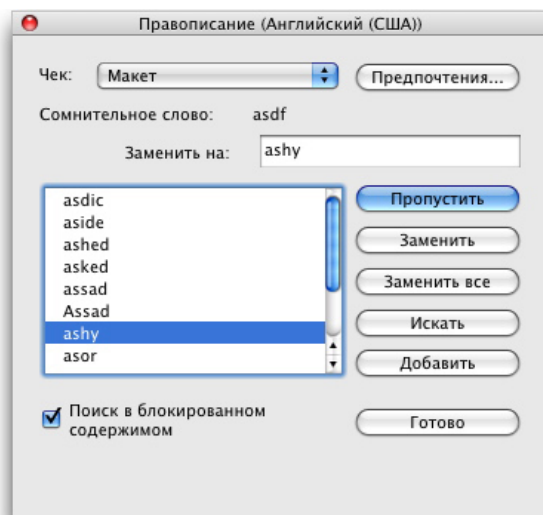 Правописание (Английский (США))
Чек: Макет Предпочтения...
Сомнительное слово: asdf
Заменить на: ashy
asdic
aside
ashed
asked
assad
Assad
ashy
asor
Пропустить
Заменить
Заменить все
Искать
Добавить
Поиск в блокированном
содержимом
Готово